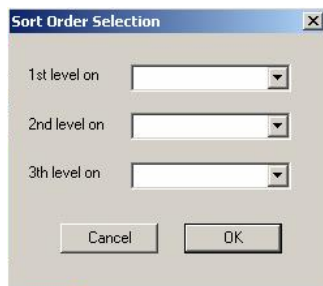 Sort Order Selection
1st level on
2nd level on
3th level on
Cancel OK